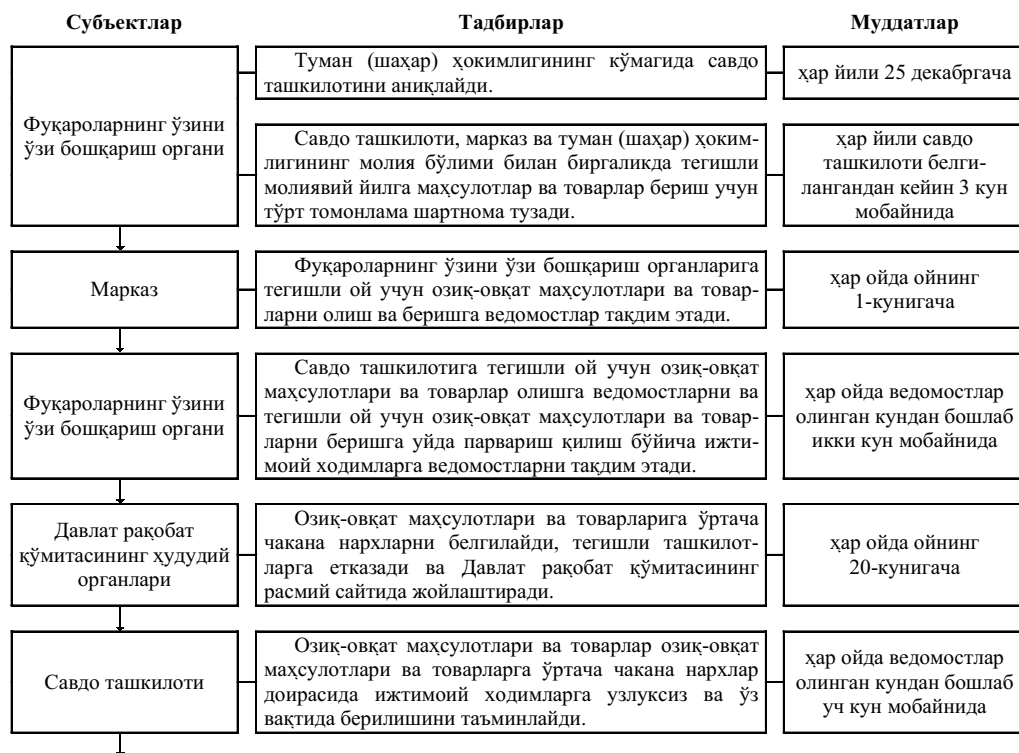 Субъектлар
Тадбирлар
Муддатлар
Фуқароларнинг ўзини
ўзи бошқариш органи
Туман (шаҳар) ҳокимлигининг кўмагида савдо
ташкилотини аниқлайди.
ҳар йили 25 декабргача
Савдо ташкилоти, марказ ва туман (шаҳар) ҳоким-
лигининг молия бўлими билан биргаликда тегишли
молиявий йилга маҳсулотлар ва товарлар бериш учун
тўрт томонлама шартнома тузади.
ҳар йили савдо
ташкилоти белги-
лангандан кейин 3 кун
мобайнида
Марказ
Фуқароларнинг ўзини ўзи бошқариш органларига
тегишли ой учун озиқ-овқат маҳсулотлари ва товар-
ларни олиш ва беришга ведомостлар тақдим этади.
ҳар ойда ойнинг
1-кунигача
Фуқароларнинг ўзини
ўзи бошқариш органи
Савдо ташкилотига тегишли ой учун озиқ-овқат
маҳсулотлари ва товарлар олишга ведомостларни ва
тегишли ой учун озиқ-овқат маҳсулотлари ва товар-
ларни беришга уйда парвариш қилиш бўйича ижти-
моий ходимларга ведомостларни тақдим этади.
ҳар ойда ведомостлар
олинган кундан бошлаб
икки кун мобайнида
Давлат рақобат
қўмитасининг ҳудудий
органлари
Озиқ-овқат маҳсулотлари ва товарларига ўртача
чакана нархларни белгилайди, тегишли ташкилот-
ларга етказади ва Давлат рақобат қўмитасининг
расмий сайтида жойлаштиради.
ҳар ойда ойнинг
20-кунигача
Савдо ташкилоти
Озиқ-овқат маҳсулотлари ва товарлар озиқ-овқат
маҳсулотлари ва товарларга ўртача чакана нархлар
доирасида ижтимоий ходимларга узлуксиз ва ўз
вақтида берилишини таъминлайди.
ҳар ойда ведомостлар
олинган кундан бошлаб
уч кун мобайнида